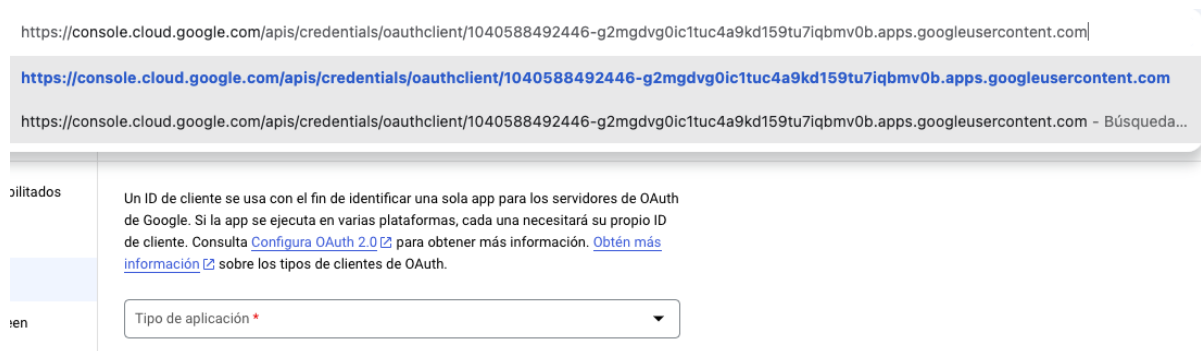 https://console.cloud.google.com/apis/credentials/oauthclient/1040588492446-g2mgdvg0ic1tuc4a9kd159tu7iqbmv0b.apps.googleusercontent.com
https://console.cloud.google.com/apis/credentials/oauthclient/1040588492446-g2mgdvg0ic1tuc4a9kd159tu7iqbmv0b.apps.googleusercontent.com
https://console.cloud.google.com/apis/credentials/oauthclient/1040588492446-g2mgdvg0ic1tuc4a9kd159tu7iqbmv0b.apps.googleusercontent.com - Búsqueda...
bilitados
Un ID de cliente se usa con el fin de identificar una sola app para los servidores de OAuth
de Google. Si la app se ejecuta en varias plataformas, cada una necesitará su propio ID
de cliente. Consulta Configura OAuth 2.0 para obtener más información. Obtén más
información sobre los tipos de clientes de OAuth.
Tipo de aplicación *
een